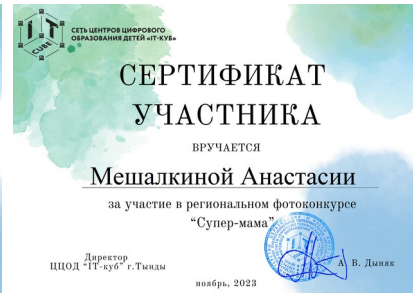 IT
CUBE
СЕТЬ ЦЕНТРОВ ЦИФРОВОГО
ОБРАЗОВАНИЯ ДЕТЕЙ «IT-КУБ»
СЕРТИФИКАТ
УЧАСТНИКА
ВРУЧАЕТСЯ
Мешалкиной Анастасии
за участие в региональном фотоконкурсе
“Супер-мама”
Директор
ЦЦОД “IT-куб” г.Тынды
А. В. Дыняк
ноябрь, 2023